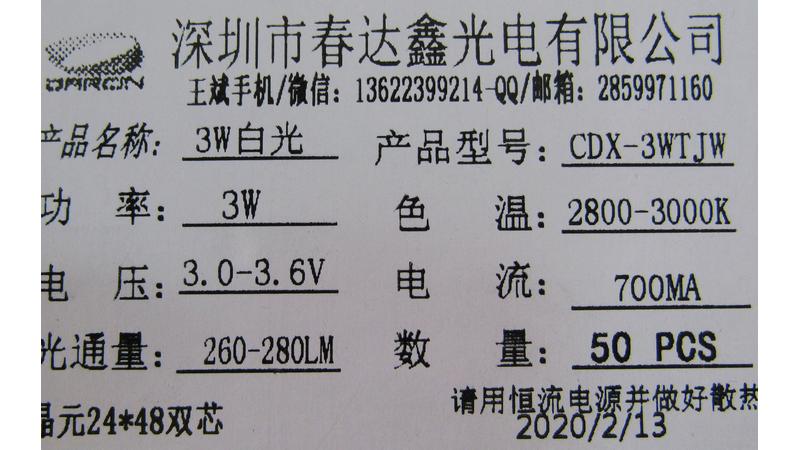 深圳市春达鑫光电有限公司
王斌手机/微信：13622399214-QQ/邮箱：2859971160
产品名称： 3W白光 产品型号： CDX-3WTJW
功 率： 3W 色 温： 2800-3000K
电 压： 3.0-3.6V 电 流： 700MA
光通量： 260-280LM 数 量： 50 PCS
晶元24*48双芯 请用恒流电源并做好散热
2020/2/13